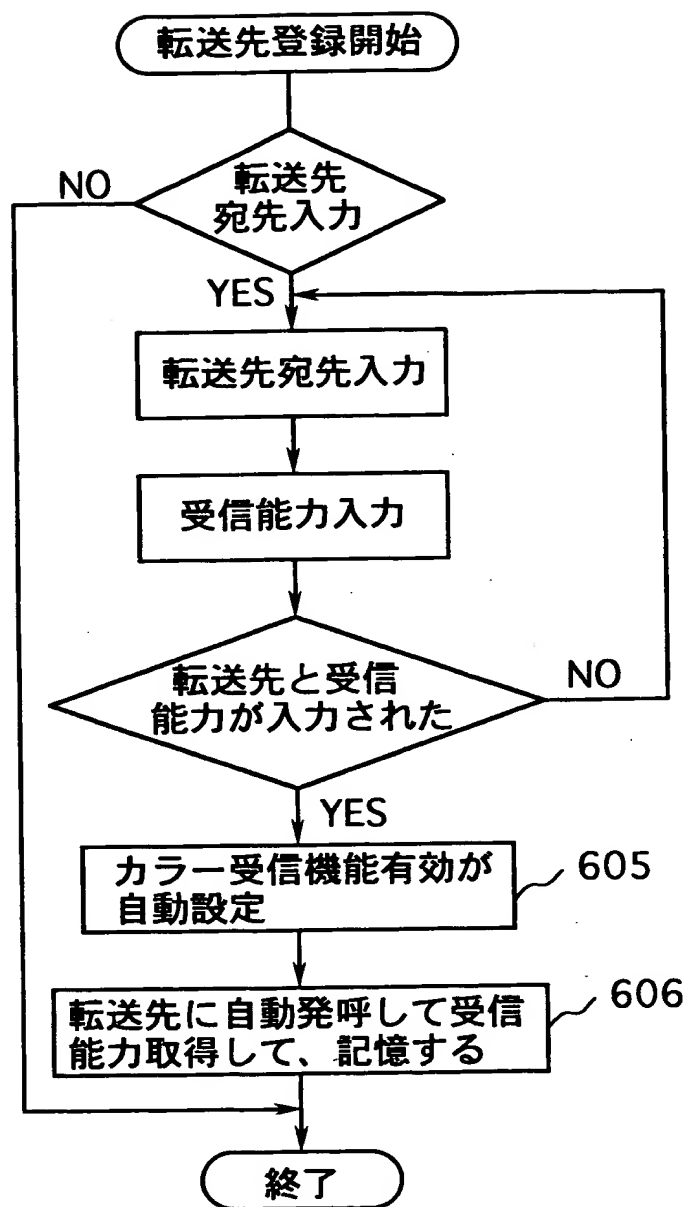 転送先登録開始
転送先
宛先入力
NO
YES
転送先宛先入力
受信能力入力
転送先と受信
能力が入力された
NO
YES
カラー受信機能有効が
自動設定
605
転送先に自動発呼して受信
能力取得して、記憶する
606
終了